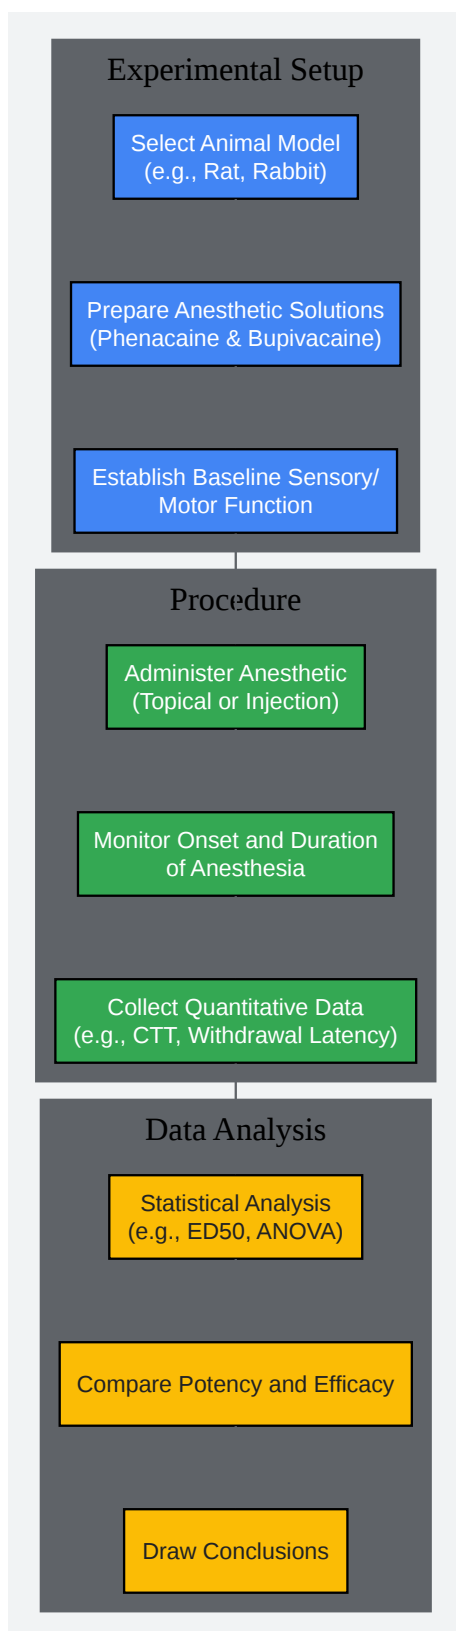 Experimental Setup
Select Animal Model
(e.g., Rat, Rabbit)
Prepare Anesthetic Solutions
(Phenacaine & Bupivacaine)
Establish Baseline Sensory/
Motor Function
Procedure
Administer Anesthetic
(Topical or Injection)
Monitor Onset and Duration
of Anesthesia
Collect Quantitative Data
(e.g., CTT, Withdrawal Latency)
Data Analysis
Statistical Analysis
(e.g., ED50, ANOVA)
Compare Potency and Efficacy
Draw Conclusions